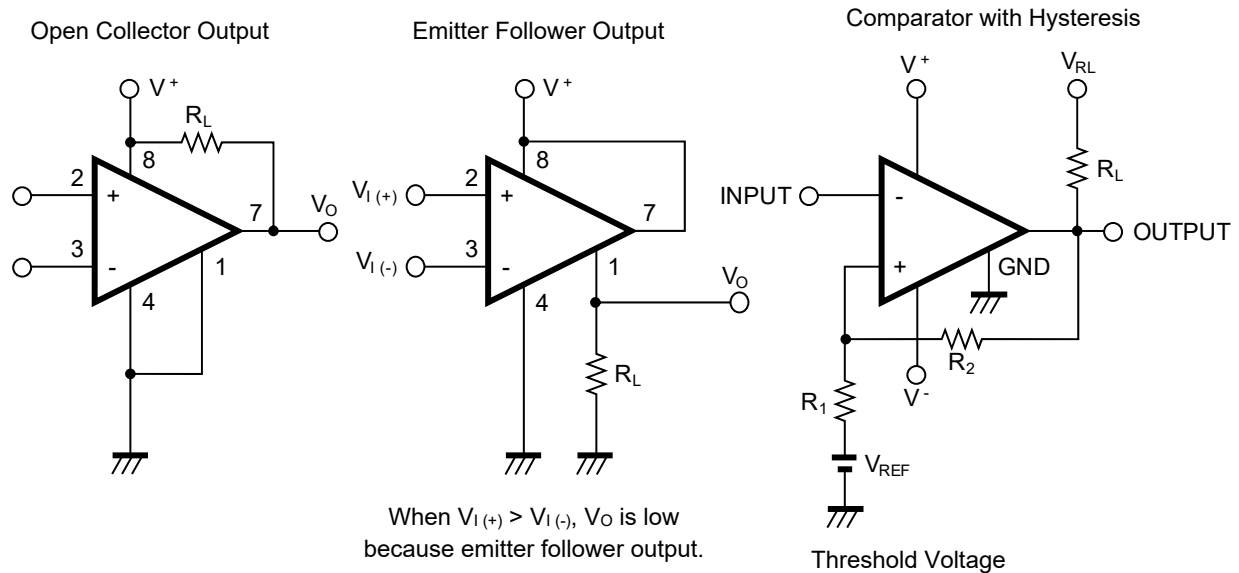 Open Collector Output
V+
RL
8
2
+
7
VO
3
-
1
4
Emitter Follower Output
V+
8
VI (+)
2
+
7
VI (-)
3
-
1
VO
4
RL
When VI (+) > VI (-), VO is low
because emitter follower output.
Comparator with Hysteresis
V+
VRL
RL
INPUT
-
OUTPUT
+
GND
R2
V-
R1
VREF
Threshold Voltage